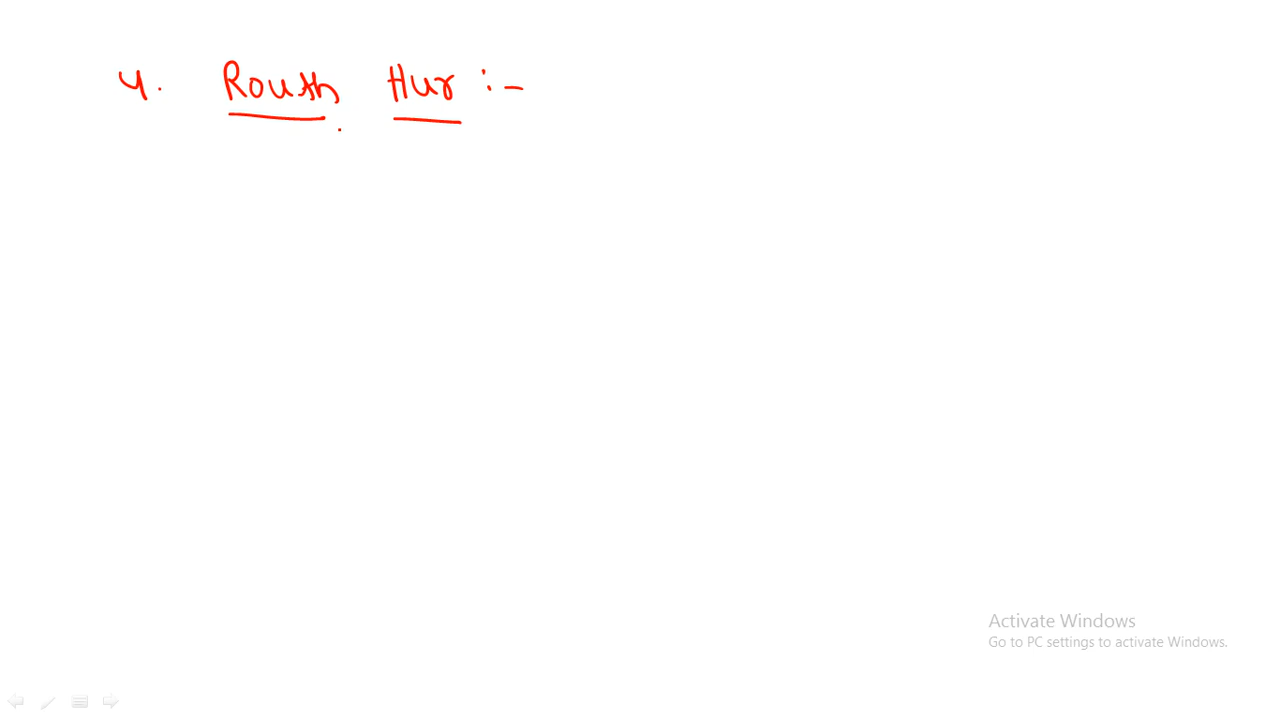 4. Routh Hur :-
Activate Windows
Go to PC settings to activate Windows.